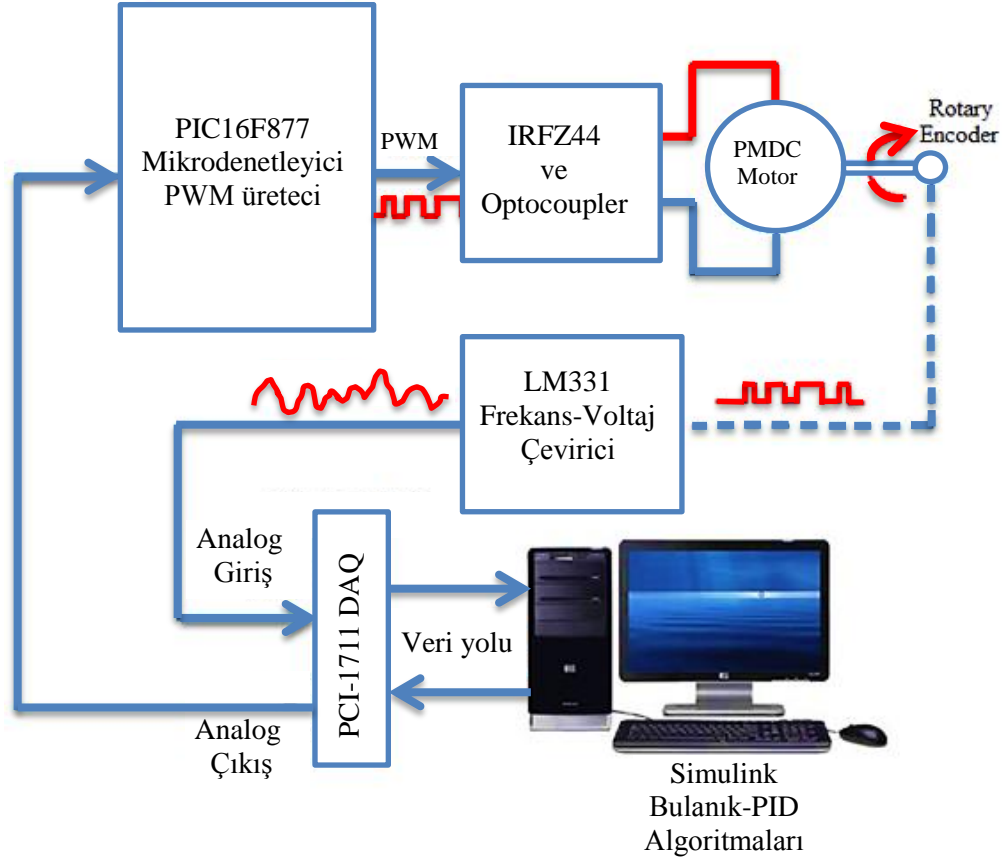 PIC16F877
Mikrodenetleyici
PWM üreteci
PWM
IRFZ44
ve
Optocoupler
PMDC
Motor
Rotary
Encoder
LM331
Frekans-Voltaj
Çevirici
Analog
Giriş
PCI-1711 DAQ
Veri yolu
Analog
Çıkış
Simulink
Bulanık-PID
Algoritmaları